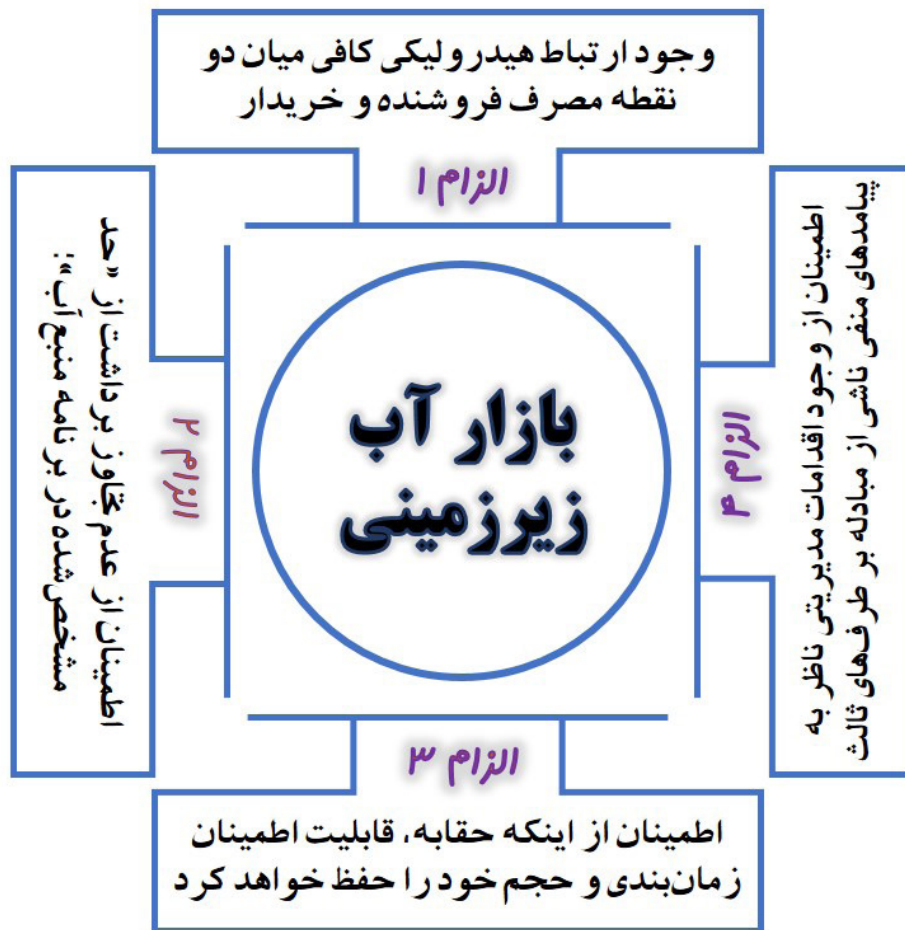 وجود ارتباط هیدرولیکی کافی میان دو
نقطه مصرف فروشنده و خریدار
الزام ۱
اطمینان از وجود اقدامات مدیریتی ناظر به
پیامدهای منفی ناشی از مبادله بر طرف‌های ثالث
الزام ۴
بازار آب
زیرزمینی
الزام ۲
اطمینان از عدم تجاوز برداشت از «حد
مشخص‌شده در برنامه منبع آب»؛
الزام ۳
اطمینان از اینکه حقابه، قابلیت اطمینان
زمان‌بندی و حجم خود را حفظ خواهد کرد